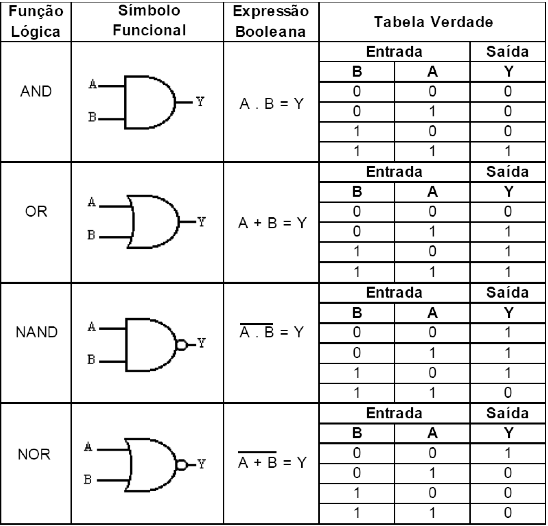 Função Lógica Símbolo Funcional Expressão Booleana Tabela Verdade
AND
A
B
Y
A . B = Y
Entrada Saída
B A Y
0 0 0
0 1 0
1 0 0
1 1 1
OR
A
B
Y
A + B = Y
Entrada Saída
B A Y
0 0 0
0 1 1
1 0 1
1 1 1
NAND
A
B
Y
A̅ ̅.̅ ̅B̅ = Y
Entrada Saída
B A Y
0 0 1
0 1 1
1 0 1
1 1 0
NOR
A
B
Y
A̅ ̅+̅ ̅B̅ = Y
Entrada Saída
B A Y
0 0 1
0 1 0
1 0 0
1 1 0